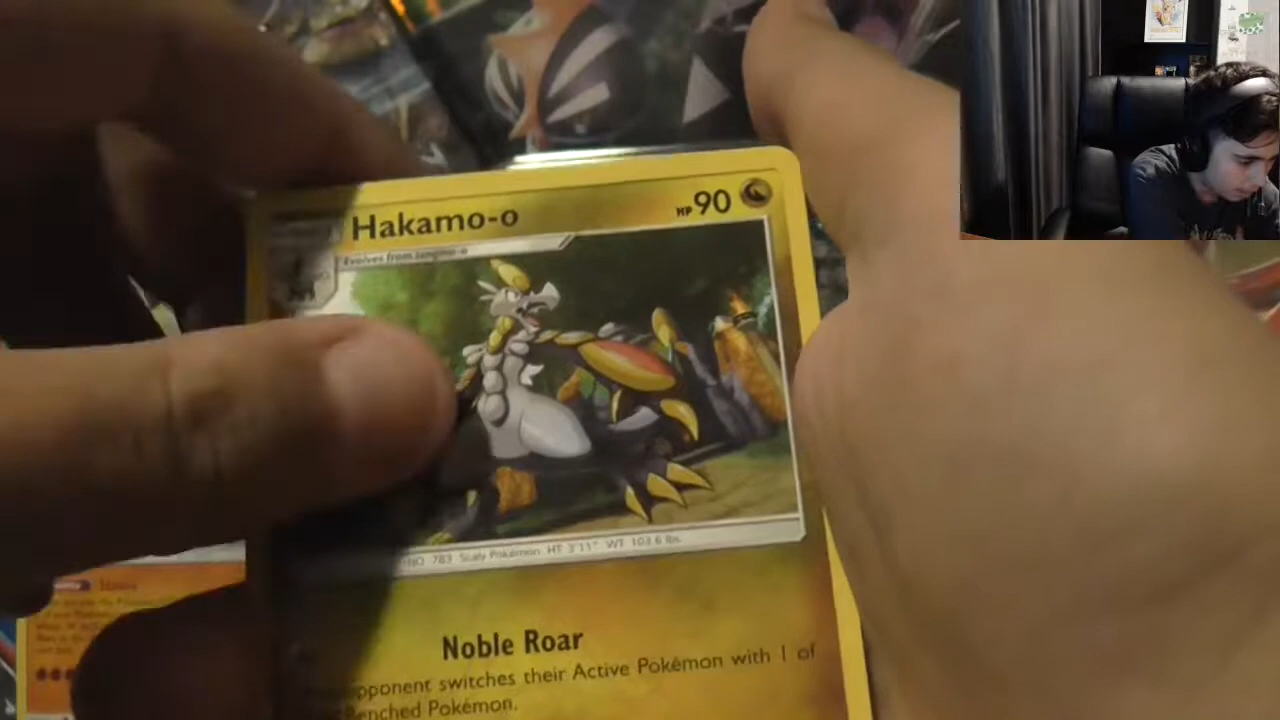 Hakamo-o
HP 90
Evolves from Jangmo-o
NO. 783 Scaly Pokémon HT 3'11" WT 103.6 lbs.
Noble Roar
opponent switches their Active Pokémon with 1 of
Benched Pokémon.